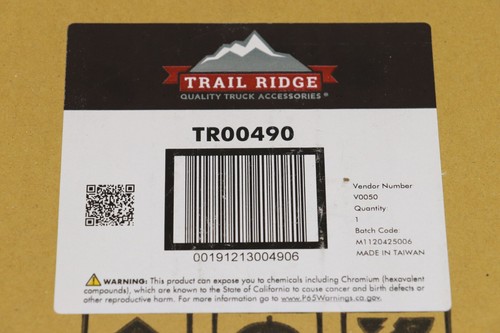 TRAIL RIDGE
QUALITY TRUCK ACCESSORIES®
TR00490
00191213004906
Vendor Number
V0050
Quantity
1
Batch Code:
M1120425006
MADE IN TAIWAN
WARNING: This product can expose you to chemicals including Chromium (hexavalent
compounds), which are known to the State of California to cause cancer and birth defects or
other reproductive harm. For more information go to www.P65Warnings.ca.gov.